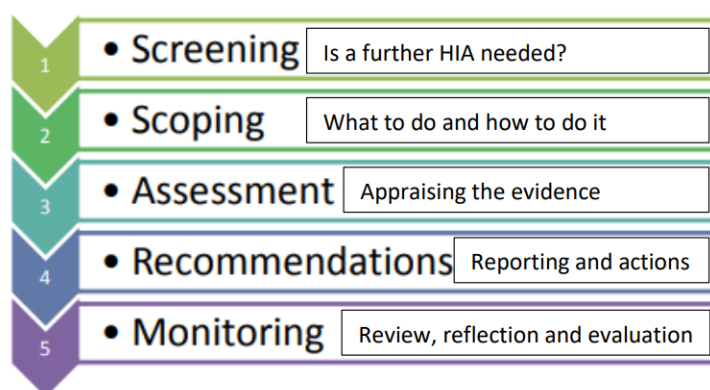 1
• Screening Is a further HIA needed?
2
• Scoping What to do and how to do it
3
• Assessment Appraising the evidence
4
• Recommendations Reporting and actions
5
• Monitoring Review, reflection and evaluation